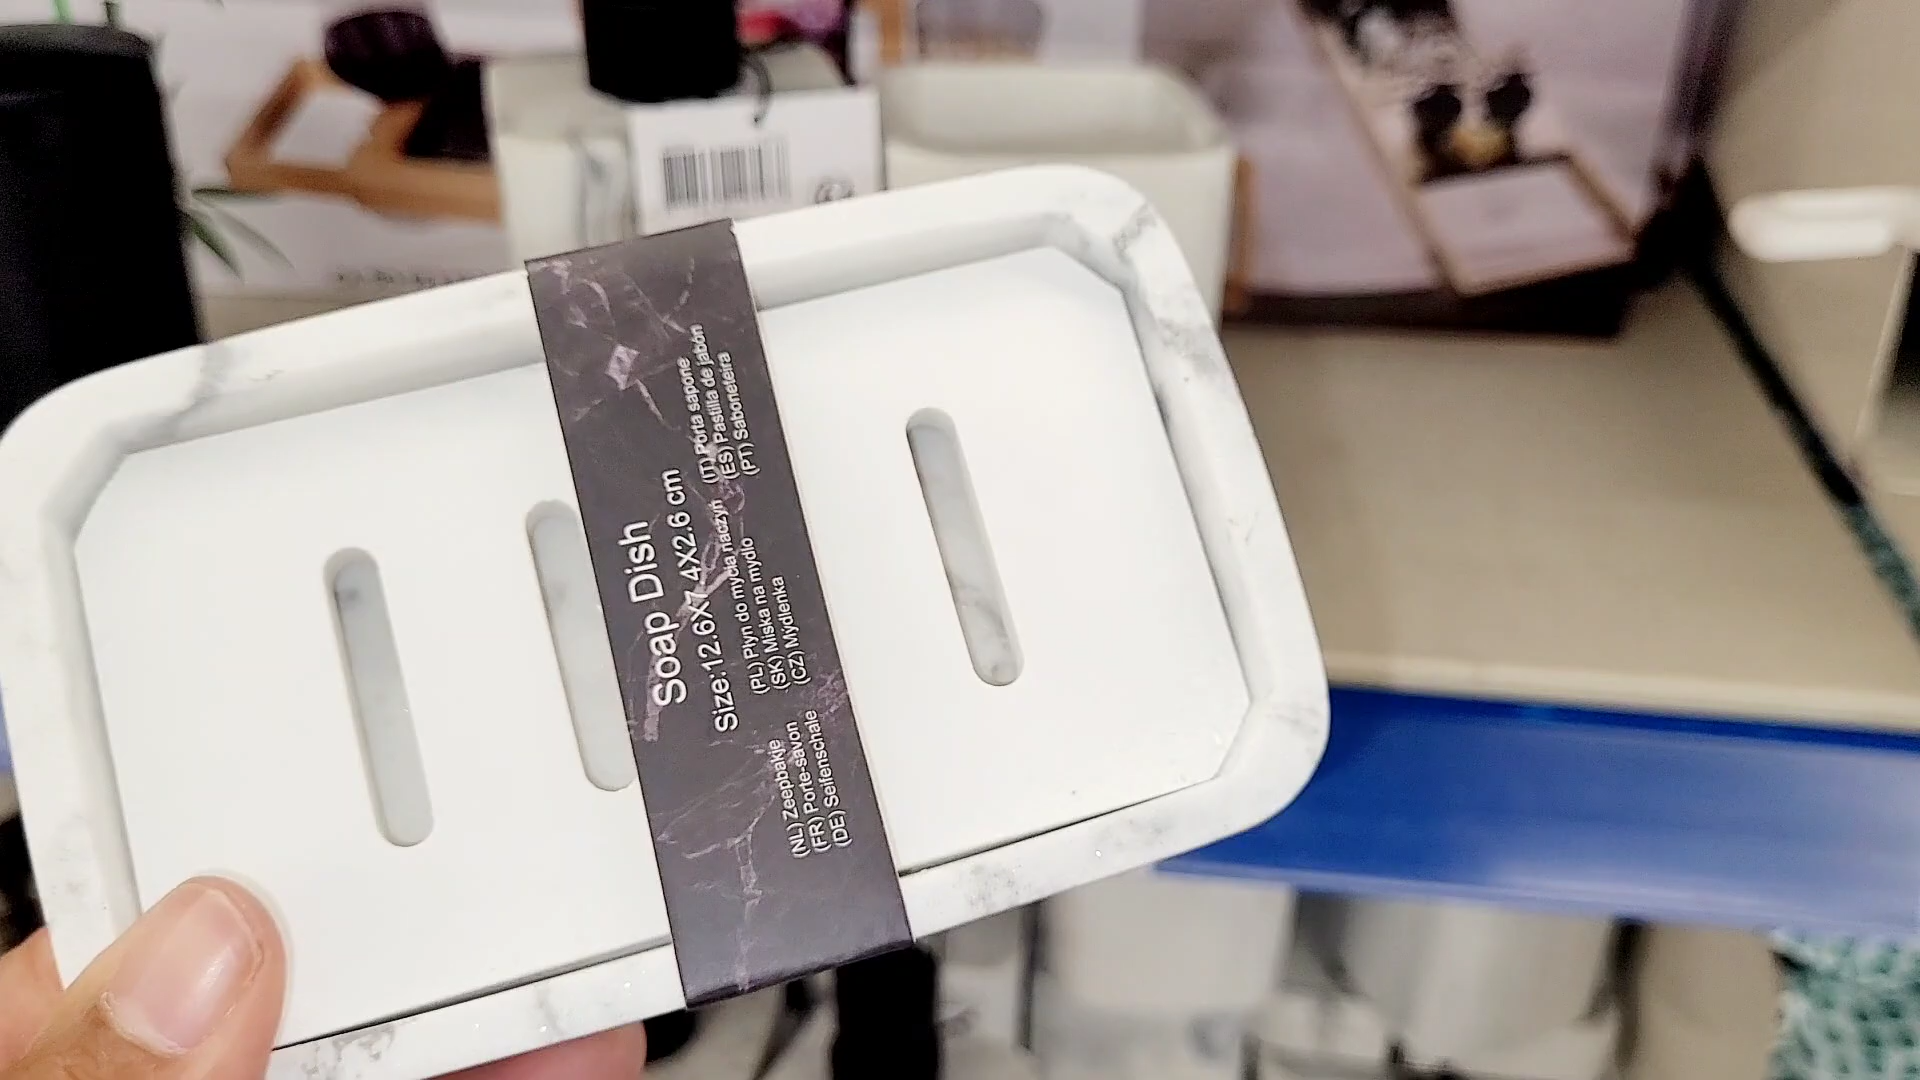 Soap Dish
Size:12.6X7.4X2.6 cm
(NL) Zeepbakje
(FR) Porte-savon
(DE) Seifenschale
(PL) Płyn do mycia naczyń
(SK) Miska na mydlo
(CZ) Mydlenka
(IT) Porta sapone
(ES) Pastilla de jabón
(PT) Saboneteira